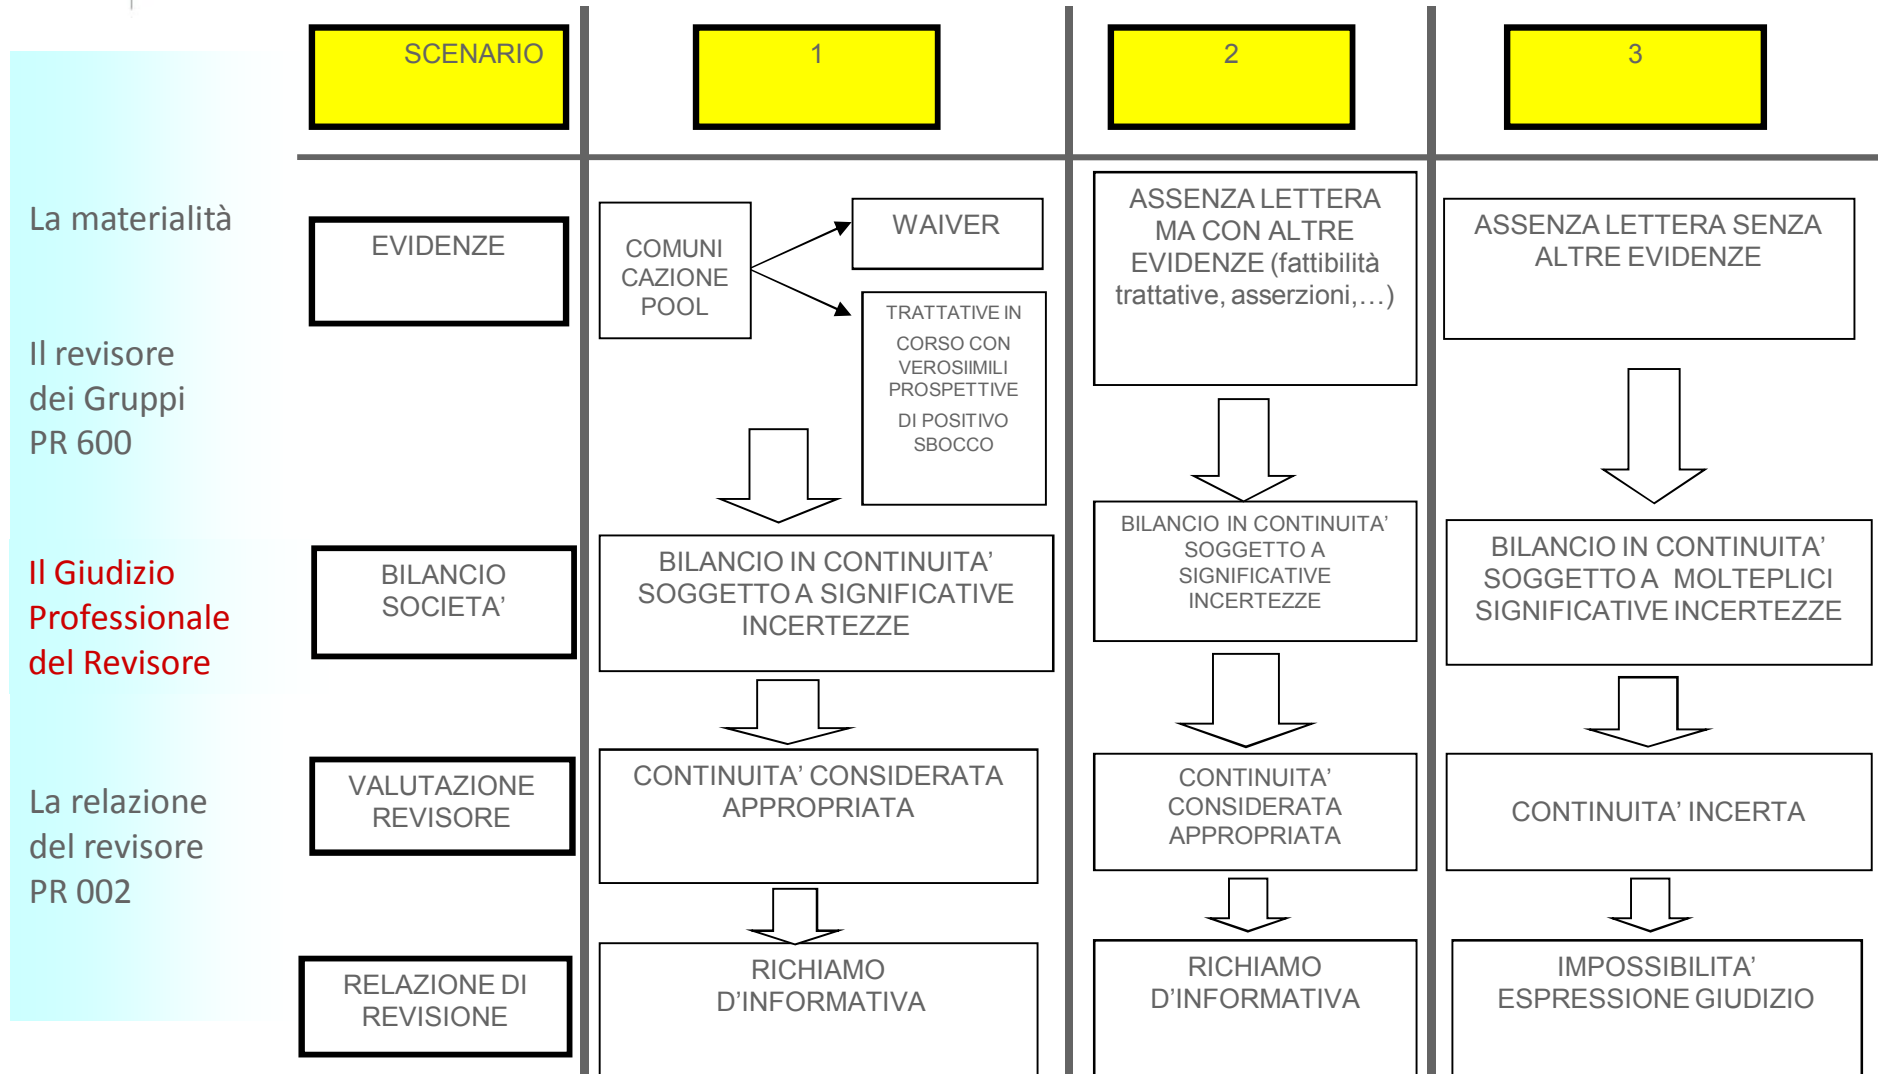 La materialità
Il revisore
dei Gruppi
PR 600
Il Giudizio
Professionale
del Revisore
La relazione
del revisore
PR 002
SCENARIO
1
2
3
EVIDENZE
COMUNI
CAZIONE
POOL
WAIVER
TRATTATIVE IN
CORSO CON
VEROSIIMILI
PROSPETTIVE
DI POSITIVO
SBOCCO
ASSENZA LETTERA
MA CON ALTRE
EVIDENZE (fattibilità
trattative, asserzioni,…)
ASSENZA LETTERA SENZA
ALTRE EVIDENZE
BILANCIO
SOCIETA’
BILANCIO IN CONTINUITA’
SOGGETTO A SIGNIFICATIVE
INCERTEZZE
BILANCIO IN CONTINUITA’
SOGGETTO A
SIGNIFICATIVE
INCERTEZZE
BILANCIO IN CONTINUITA’
SOGGETTO A MOLTEPLICI
SIGNIFICATIVE INCERTEZZE
VALUTAZIONE
REVISORE
CONTINUITA’ CONSIDERATA
APPROPRIATA
CONTINUITA’
CONSIDERATA
APPROPRIATA
CONTINUITA’ INCERTA
RELAZIONE DI
REVISIONE
RICHIAMO
D’INFORMATIVA
RICHIAMO
D’INFORMATIVA
IMPOSSIBILITA’
ESPRESSIONE GIUDIZIO